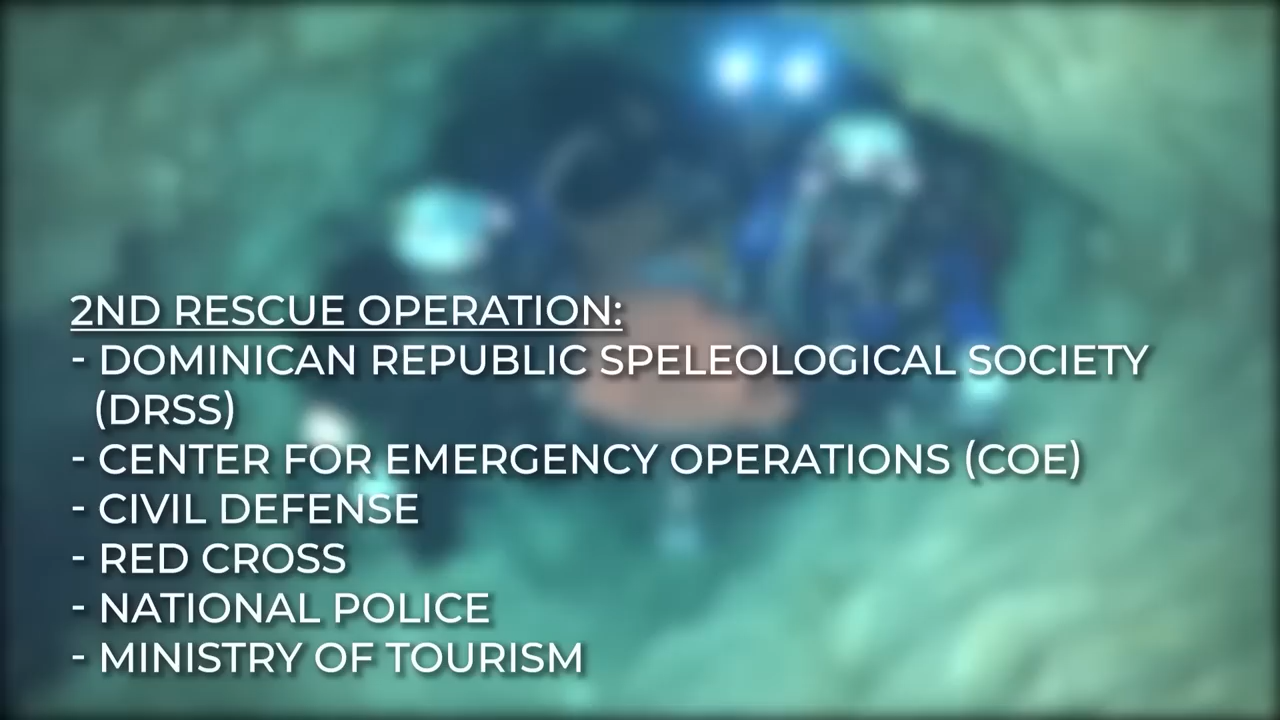 2ND RESCUE OPERATION:
- DOMINICAN REPUBLIC SPELEOLOGICAL SOCIETY
(DRSS)
- CENTER FOR EMERGENCY OPERATIONS (COE)
- CIVIL DEFENSE
- RED CROSS
- NATIONAL POLICE
- MINISTRY OF TOURISM